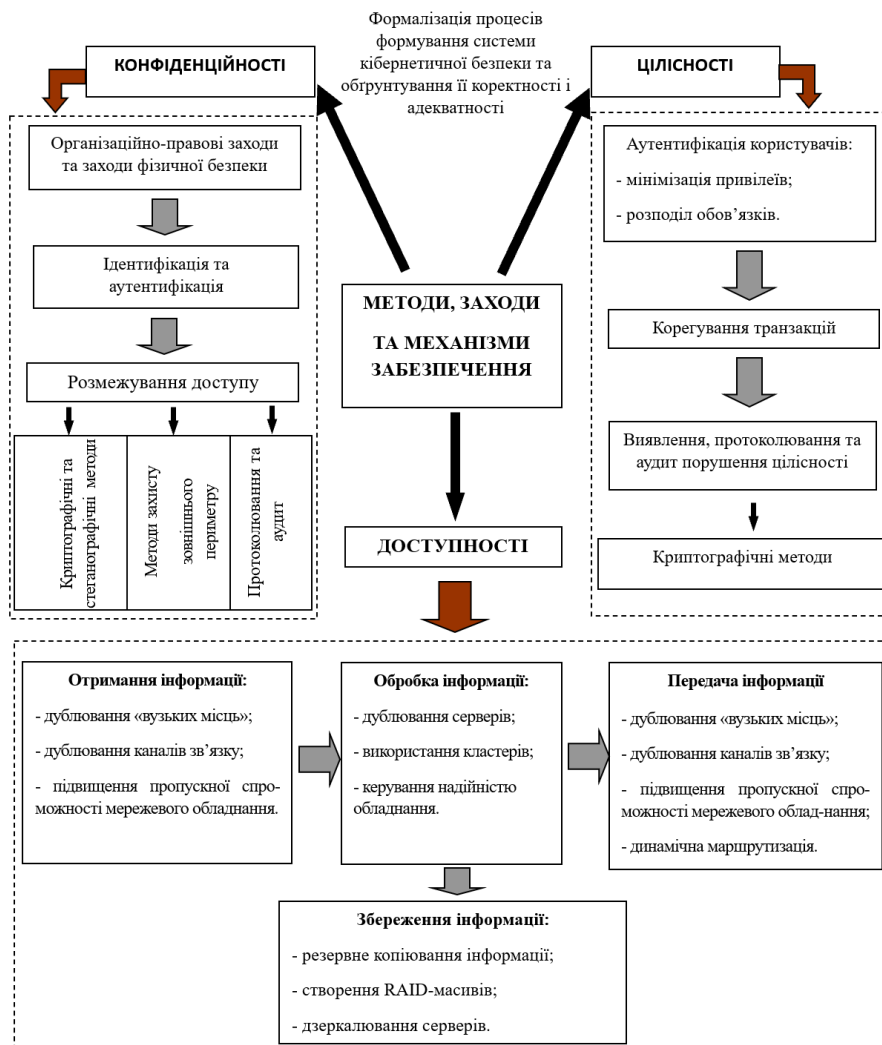 Формалізація процесів
формування системи
кібернетичної безпеки та
обґрунтування її коректності і
адекватності
КОНФІДЕНЦІЙНОСТІ
ЦІЛІСНОСТІ
Організаційно-правові заходи
та заходи фізичної безпеки
Ідентифікація та
аутентифікація
Розмежування доступу
Криптографічні та
стеганографічні методи
Методи захисту
зовнішнього
периметру
Протоколювання та
аудит
МЕТОДИ, ЗАХОДИ
ТА МЕХАНІЗМИ
ЗАБЕЗПЕЧЕННЯ
Аутентифікація користувачів:
- мінімізація привілеїв;
- розподіл обов’язків.
Корегування транзакцій
Виявлення, протоколювання та
аудит порушення цілісності
Криптографічні методи
ДОСТУПНОСТІ
Отримання інформації:
- дублювання «вузьких місць»;
- дублювання каналів зв’язку;
- підвищення пропускної спро-
можності мережевого обладнання.
Обробка інформації:
- дублювання серверів;
- використання кластерів;
- керування надійністю
обладнання.
Передача інформації
- дублювання «вузьких місць»;
- дублювання каналів зв’язку;
- підвищення пропускної спро-
можності мережевого облад-нання;
- динамічна маршрутизація.
Збереження інформації:
- резервне копіювання інформації;
- створення RAID-масивів;
- дзеркалювання серверів.